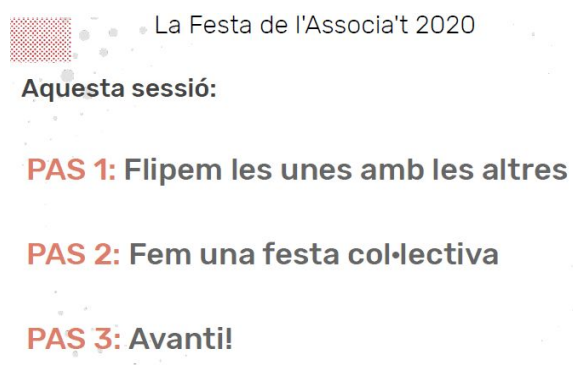 La Festa de l'Associa't 2020
Aquesta sessió:
PAS 1: Flipem les unes amb les altres
PAS 2: Fem una festa col•lectiva
PAS 3: Avanti!